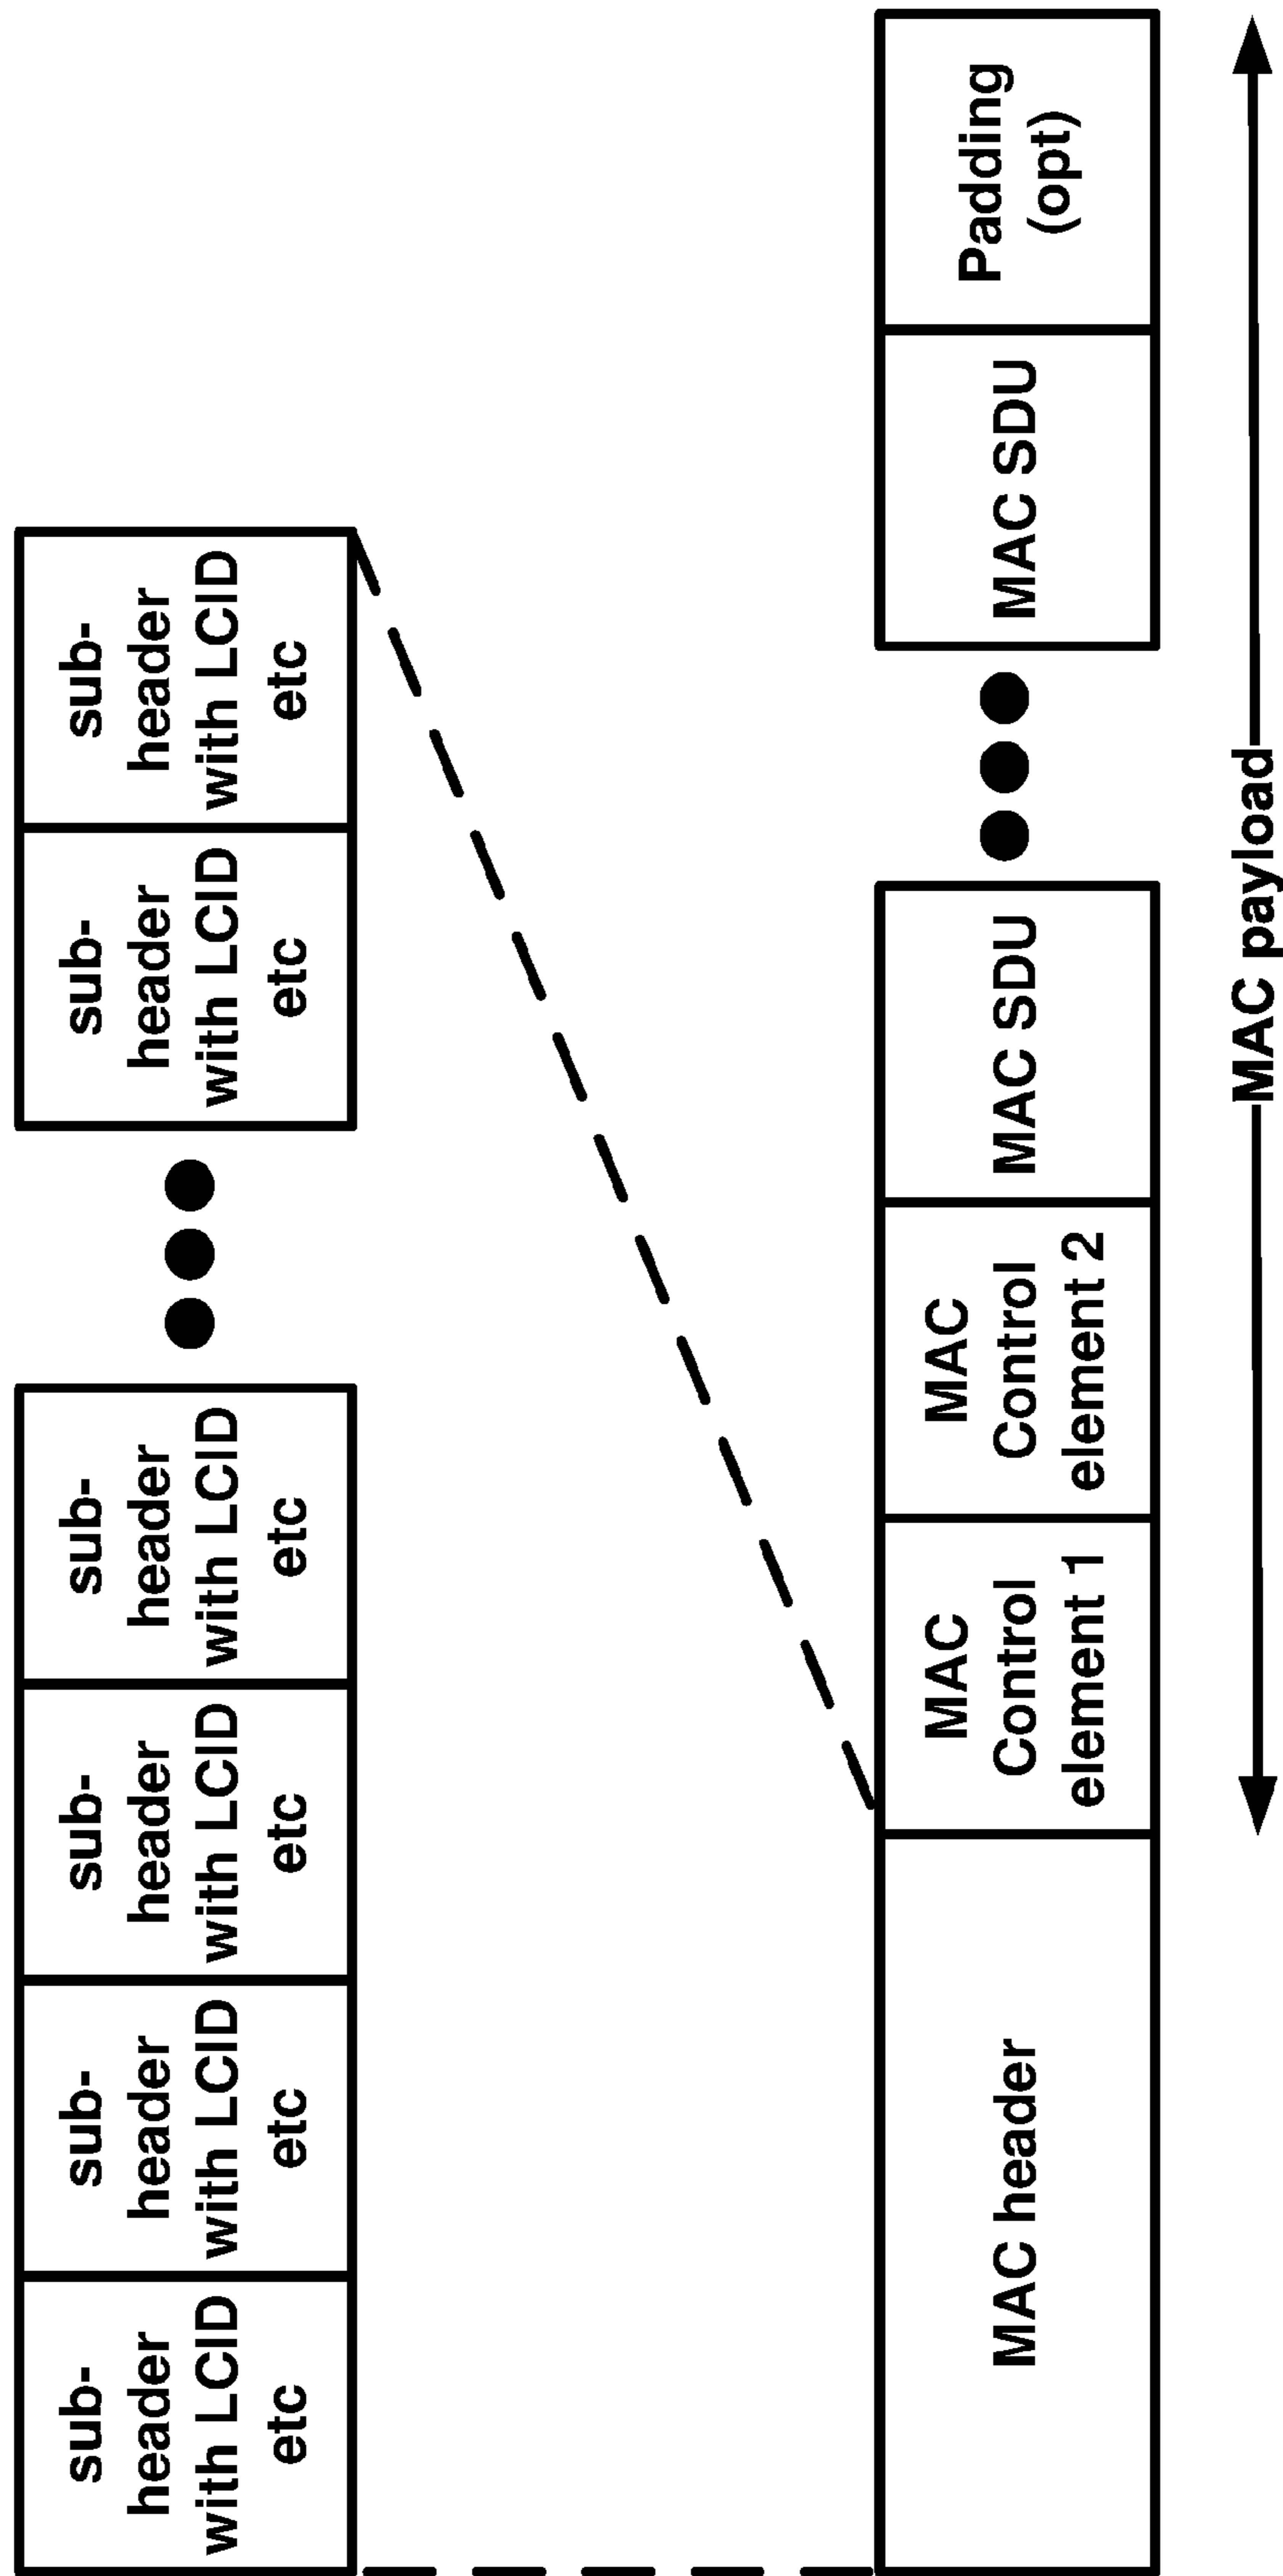 sub-
header
with LCID
etc
sub-
header
with LCID
etc
sub-
header
with LCID
etc
sub-
header
with LCID
etc
sub-
header
with LCID
etc
sub-
header
with LCID
etc
MAC header
MAC
Control
element 1
MAC
Control
element 2
MAC SDU
MAC SDU
Padding
(opt)
MAC payload